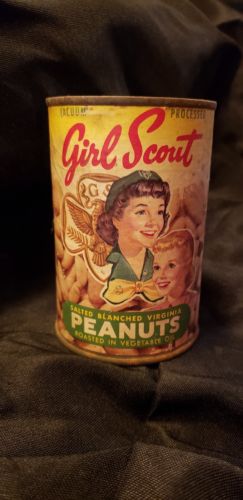 VACUUM PROCESSED
Girl Scout
G S
SALTED BLANCHED VIRGINIA
PEANUTS
ROASTED IN VEGETABLE OIL